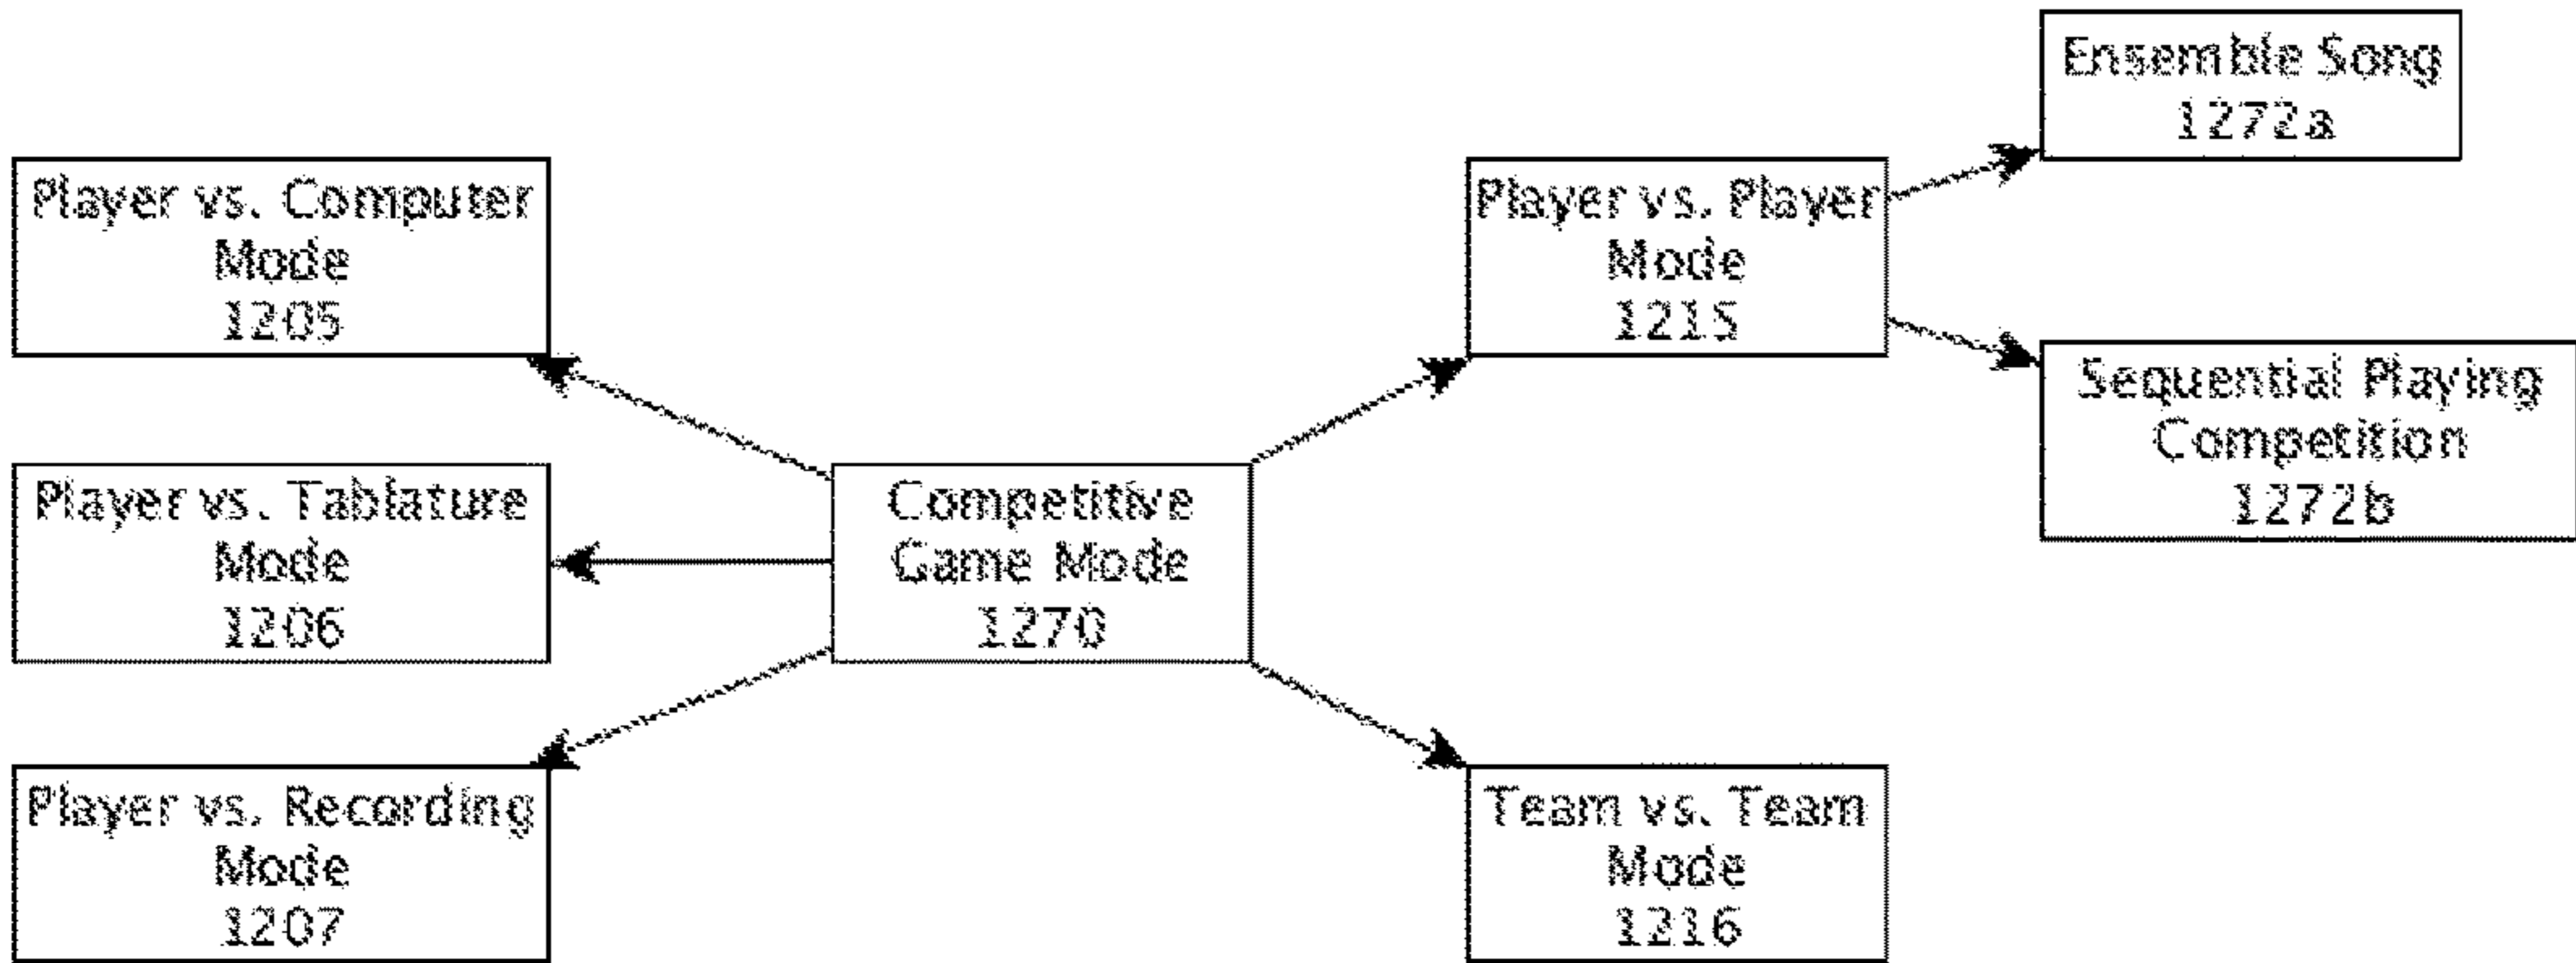 Ensemble Song
1272a
Player vs. Computer
Mode
1205
Player vs. Player
Mode
1215
Sequential Playing
Competition
1272b
Player vs. Tablature
Mode
1206
Competitive
Game Mode
1270
Player vs. Recording
Mode
1207
Team vs. Team
Mode
1216